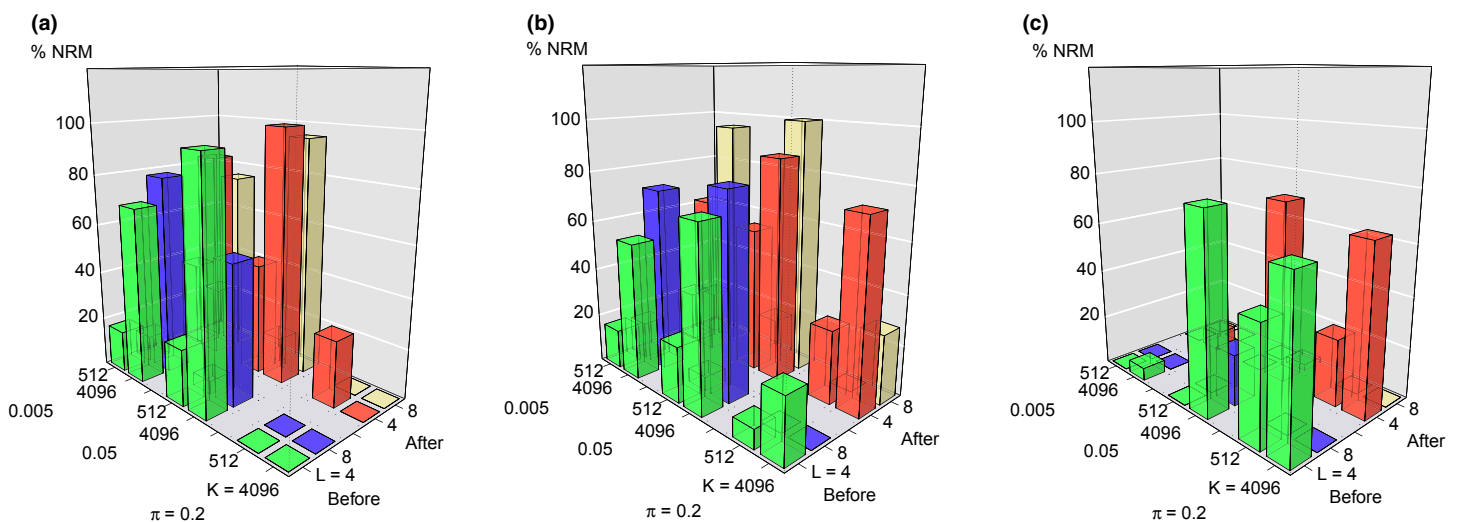 (a)
% NRM
100
80
60
40
20
512
4096
0.005
512
4096
0.05
512
K = 4096
π = 0.2
L = 4
8
Before
4
8
After
(b)
% NRM
100
80
60
40
20
512
4096
0.005
512
4096
0.05
512
K = 4096
π = 0.2
L = 4
8
Before
4
8
After
(c)
% NRM
100
80
60
40
20
512
4096
0.005
512
4096
0.05
512
K = 4096
π = 0.2
L = 4
8
Before
4
8
After